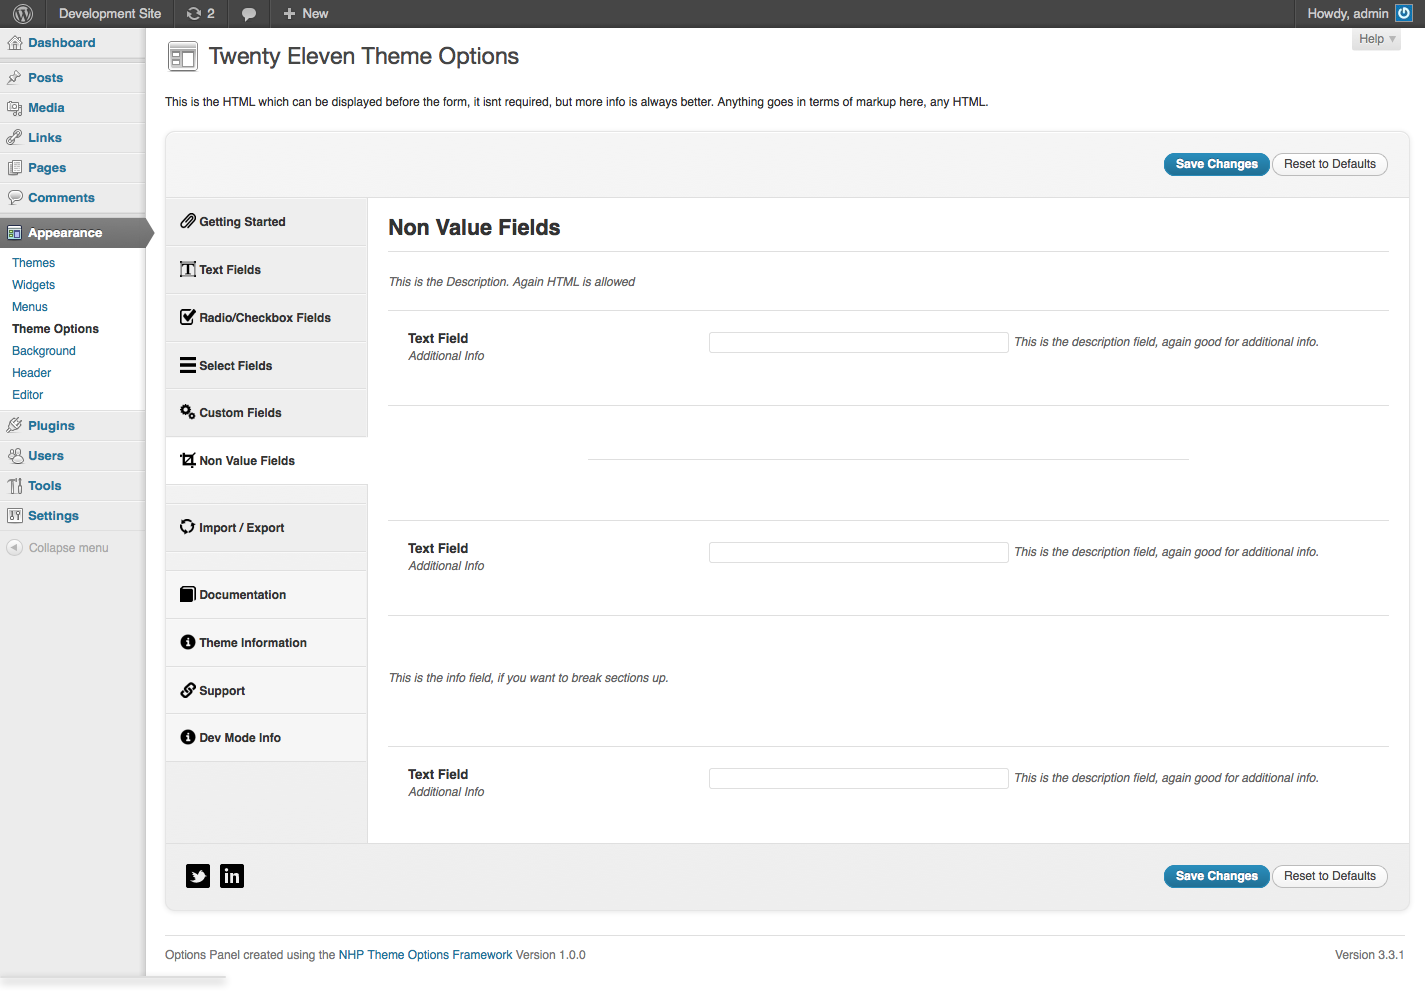 Development Site
2
New
Howdy, admin
Help
Dashboard
Posts
Media
Links
Pages
Comments
Appearance
Themes
Widgets
Menus
Theme Options
Background
Header
Editor
Plugins
Users
Tools
Settings
Collapse menu
Twenty Eleven Theme Options
This is the HTML which can be displayed before the form, it isnt required, but more info is always better. Anything goes in terms of markup here, any HTML.
Save Changes
Reset to Defaults
Getting Started
Text Fields
Radio/Checkbox Fields
Select Fields
Custom Fields
Non Value Fields
Import / Export
Documentation
Theme Information
Support
Dev Mode Info
Non Value Fields
This is the Description. Again HTML is allowed
Text Field
Additional Info
This is the description field, again good for additional info.
Text Field
Additional Info
This is the description field, again good for additional info.
This is the info field, if you want to break sections up.
Text Field
Additional Info
This is the description field, again good for additional info.
in
Save Changes
Reset to Defaults
Options Panel created using the NHP Theme Options Framework Version 1.0.0
Version 3.3.1